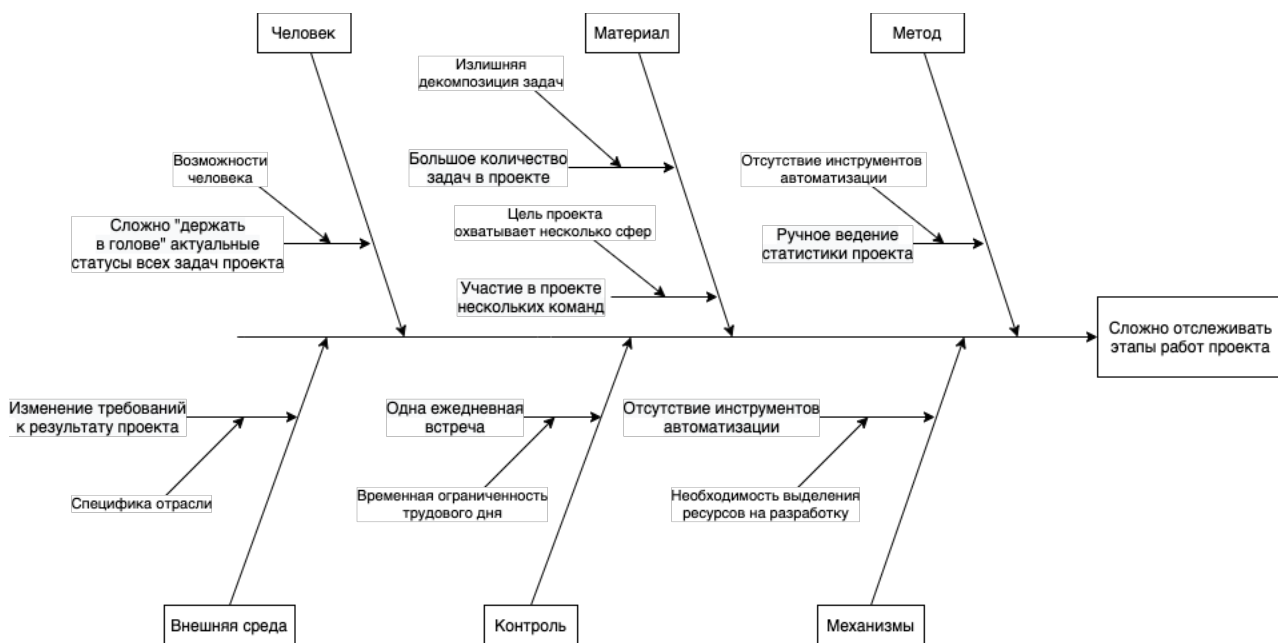 Человек
Материал
Метод
Излишняя
декомпозиция задач
Возможности
человека
Большое количество
задач в проекте
Отсутствие инструментов
автоматизации
Сложно "держать
в голове" актуальные
статусы всех задач проекта
Цель проекта
охватывает несколько сфер
Ручное ведение
статистики проекта
Участие в проекте
нескольких команд
Сложно отслеживать
этапы работ проекта
Изменение требований
к результату проекта
Одна ежедневная
встреча
Отсутствие инструментов
автоматизации
Специфика отрасли
Временная ограниченность
трудового дня
Необходимость выделения
ресурсов на разработку
Внешняя среда
Контроль
Механизмы